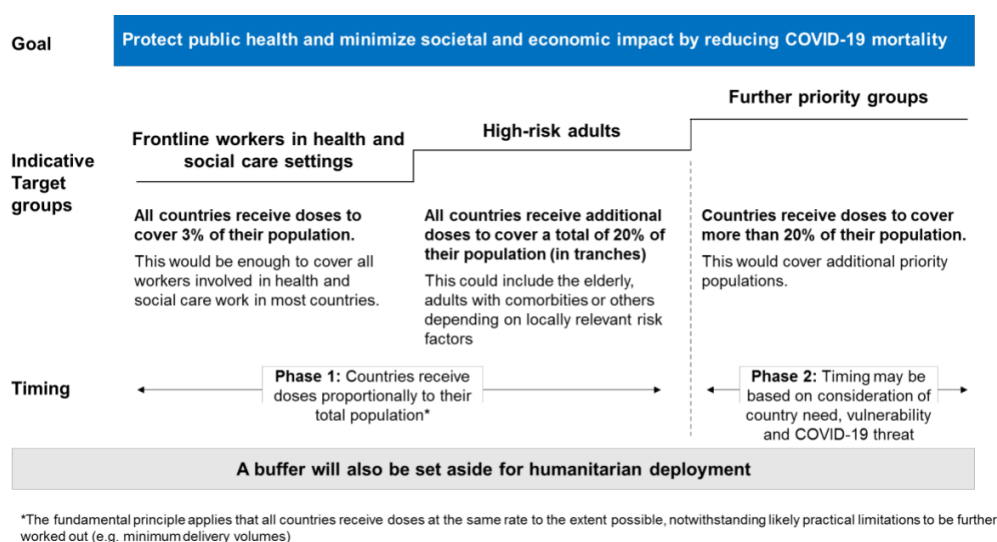 Goal
Protect public health and minimize societal and economic impact by reducing COVID-19 mortality
Indicative
Target
groups
Frontline workers in health and
social care settings
High-risk adults
Further priority groups
All countries receive doses to
cover 3% of their population.
This would be enough to cover all
workers involved in health and
social care work in most countries.
All countries receive additional
doses to cover a total of 20% of
their population (in tranches)
This could include the elderly,
adults with comorbities or others
depending on locally relevant risk
factors
Countries receive doses to cover
more than 20% of their population.
This would cover additional priority
populations.
Timing
Phase 1: Countries receive
doses proportionally to their
total population*
Phase 2: Timing may be
based on consideration of
country need, vulnerability
and COVID-19 threat
A buffer will also be set aside for humanitarian deployment
*The fundamental principle applies that all countries receive doses at the same rate to the extent possible, notwithstanding likely practical limitations to be further
worked out (e.g. minimum delivery volumes)